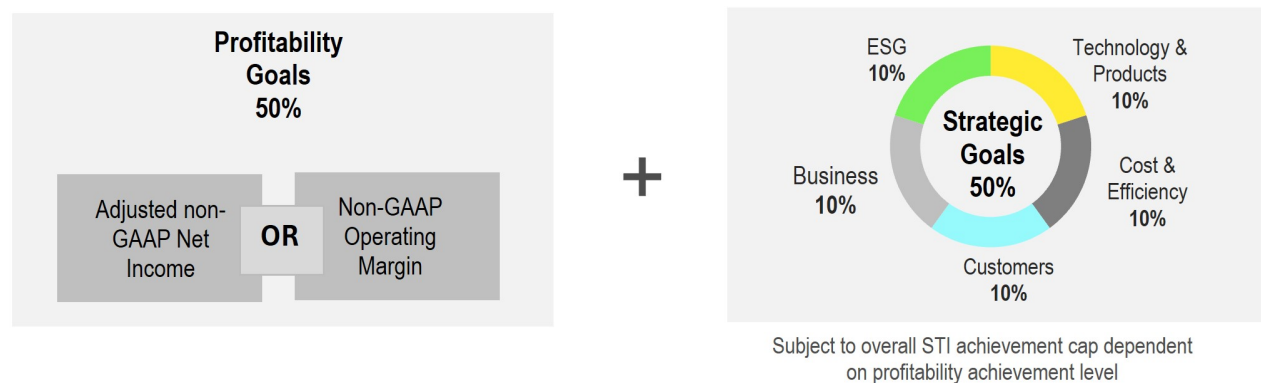 Profitability
Goals
50%
Adjusted non-
GAAP Net
Income
OR
Non-GAAP
Operating
Margin
+
ESG
10%
Technology &
Products
10%
Strategic
Goals
50%
Business
10%
Cost &
Efficiency
10%
Customers
10%
Subject to overall STI achievement cap dependent
on profitability achievement level